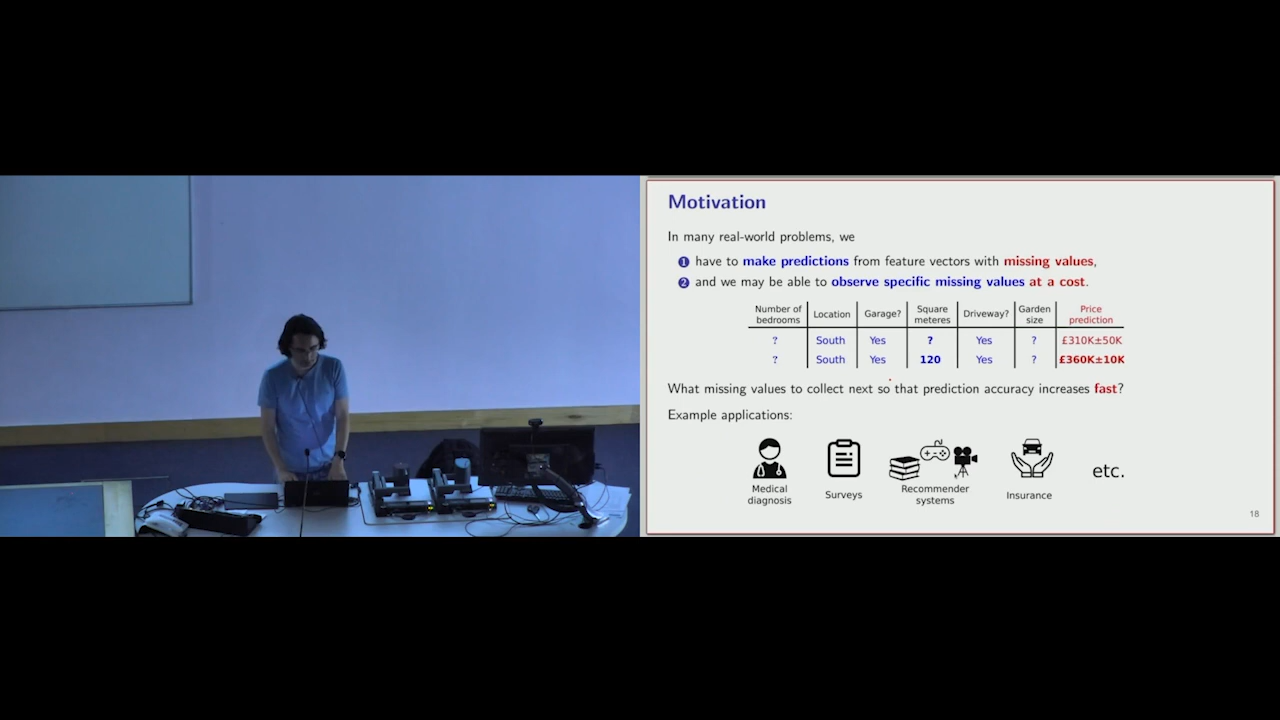 Motivation
In many real-world problems, we
1 have to make predictions from feature vectors with missing values,
2 and we may be able to observe specific missing values at a cost.
Number of bedrooms Location Garage? Square meteres Driveway? Garden size Price prediction
? South Yes ? Yes ? £310K±50K
? South Yes 120 Yes ? £360K±10K
What missing values to collect next so that prediction accuracy increases fast?
Example applications:
Medical diagnosis Surveys Recommender systems Insurance etc.
18